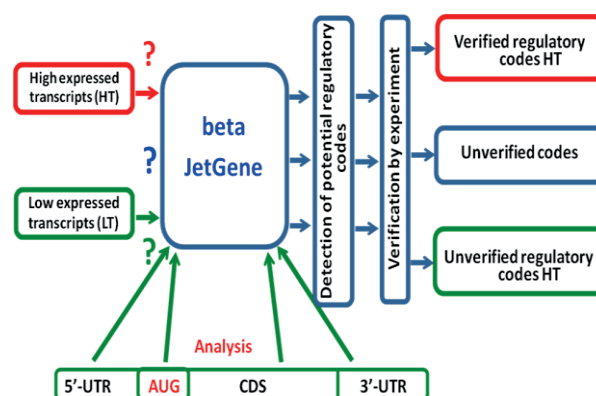 ?
High expressed
transcripts (HT)
?
Low expressed
transcripts (LT)
?
beta
JetGene
Detection of potential regulatory
codes
Verification by experiment
Verified regulatory
codes HT
Unverified codes
Unverified regulatory
codes HT
Analysis
5′-UTR AUG CDS 3′-UTR